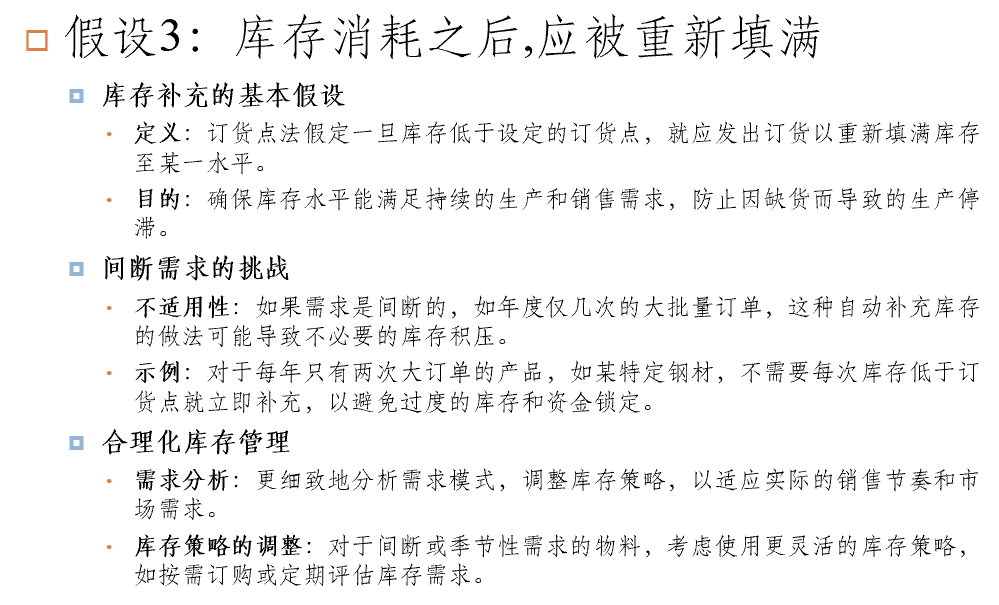 假设3：库存消耗之后,应被重新填满
库存补充的基本假设
定义：订货点法假定一旦库存低于设定的订货点，就应发出订货以重新填满库存
至某一水平。
目的：确保库存水平能满足持续的生产和销售需求，防止因缺货而导致的生产停
滞。
间断需求的挑战
不适用性：如果需求是间断的，如年度仅几次的大批量订单，这种自动补充库存
的做法可能导致不必要的库存积压。
示例：对于每年只有两次大订单的产品，如某特定钢材，不需要每次库存低于订
货点就立即补充，以避免过度的库存和资金锁定。
合理化库存管理
需求分析：更细致地分析需求模式，调整库存策略，以适应实际的销售节奏和市
场需求。
库存策略的调整：对于间断或季节性需求的物料，考虑使用更灵活的库存策略，
如按需订购或定期评估库存需求。